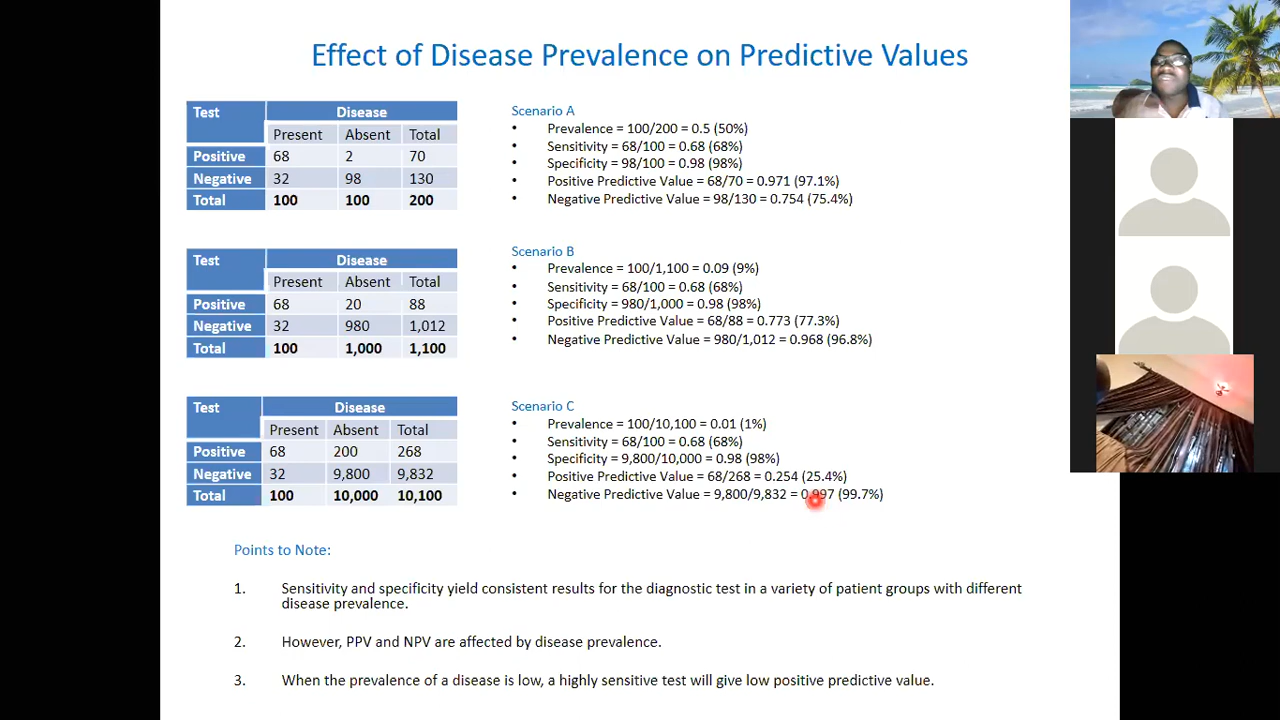 Effect of Disease Prevalence on Predictive Values
Test Disease
Present Absent Total
Positive 68 2 70
Negative 32 98 130
Total 100 100 200
Scenario A
• Prevalence = 100/200 = 0.5 (50%)
• Sensitivity = 68/100 = 0.68 (68%)
• Specificity = 98/100 = 0.98 (98%)
• Positive Predictive Value = 68/70 = 0.971 (97.1%)
• Negative Predictive Value = 98/130 = 0.754 (75.4%)
Test Disease
Present Absent Total
Positive 68 20 88
Negative 32 980 1,012
Total 100 1,000 1,100
Scenario B
• Prevalence = 100/1,100 = 0.09 (9%)
• Sensitivity = 68/100 = 0.68 (68%)
• Specificity = 980/1,000 = 0.98 (98%)
• Positive Predictive Value = 68/88 = 0.773 (77.3%)
• Negative Predictive Value = 980/1,012 = 0.968 (96.8%)
Test Disease
Present Absent Total
Positive 68 200 268
Negative 32 9,800 9,832
Total 100 10,000 10,100
Scenario C
• Prevalence = 100/10,100 = 0.01 (1%)
• Sensitivity = 68/100 = 0.68 (68%)
• Specificity = 9,800/10,000 = 0.98 (98%)
• Positive Predictive Value = 68/268 = 0.254 (25.4%)
• Negative Predictive Value = 9,800/9,832 = 0.997 (99.7%)
Points to Note:
1. Sensitivity and specificity yield consistent results for the diagnostic test in a variety of patient groups with different
disease prevalence.
2. However, PPV and NPV are affected by disease prevalence.
3. When the prevalence of a disease is low, a highly sensitive test will give low positive predictive value.